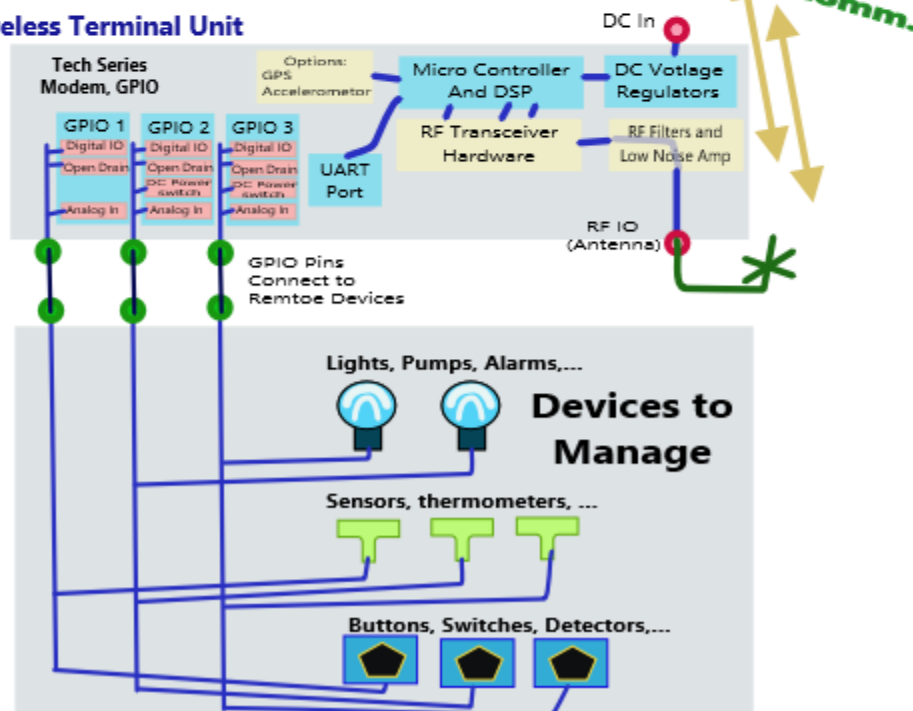 eless Terminal Unit
omm.
DC In
Tech Series
Modem, GPIO
Options:
GPS
Accelerometor
Micro Controller
And DSP
DC Votlage
Regulators
GPIO 1
Digital IO
Open Drain
Analog In
GPIO 2
Digital IO
Open Drain
DC Power
switch
Analog In
GPIO 3
Digital IO
Open Drain
DC Power
switch
Analog In
UART
Port
RF Transceiver
Hardware
RF Filters and
Low Noise Amp
RF IO
(Antenna)
GPIO Pins
Connect to
Remtoe Devices
Lights, Pumps, Alarms,...
Devices to
Manage
Sensors, thermometers, ...
Buttons, Switches, Detectors,...